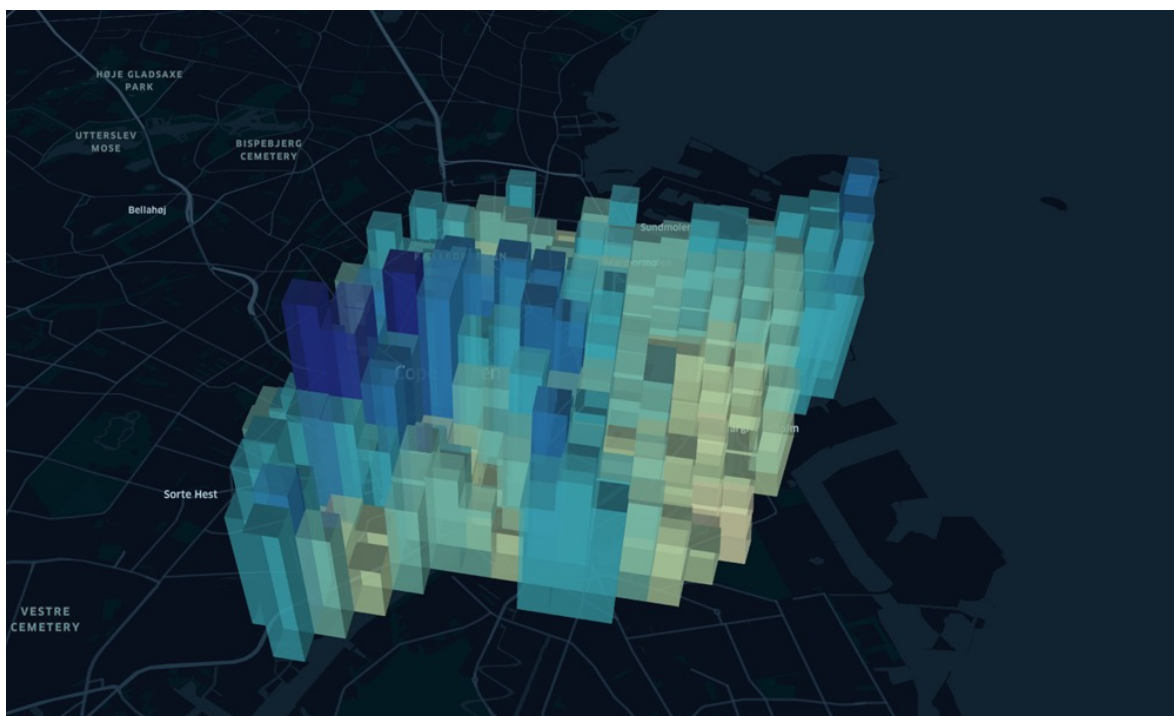 HØJE GLADSAXE
PARK
UTTERSLEV
MOSE
BISPEBJERG
CEMETERY
Bellahøj
Sundmolen
Sorte Hest
VESTRE
CEMETERY